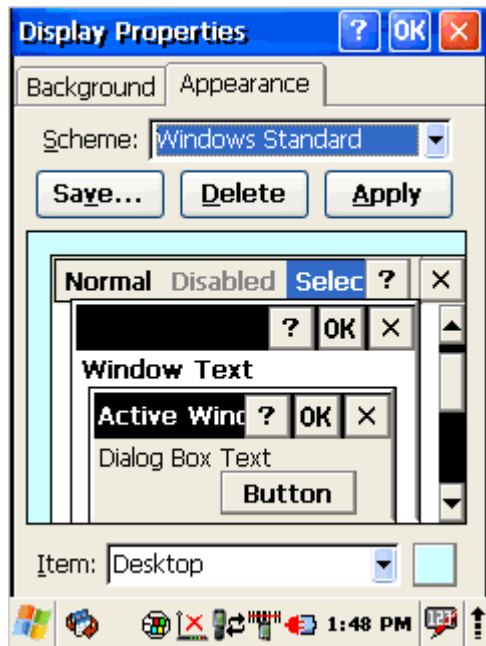 Display Properties ? OK ×
Background Appearance
Scheme: Windows Standard
Save... Delete Apply
Normal Disabled Selec ? ×
? OK ×
Window Text
Active Wind ? OK ×
Dialog Box Text
Button
Item: Desktop
1:48 PM 123